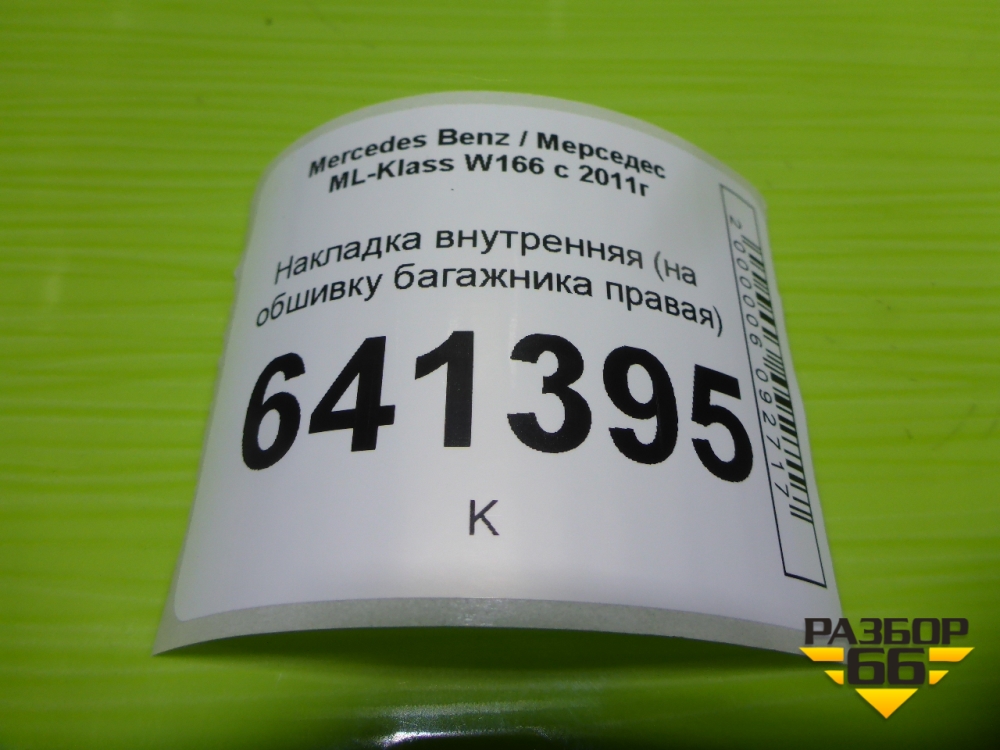 Mercedes Benz / Мерседес
ML-Klass W166 с 2011г
Накладка внутренняя (на
обшивку багажника правая)
641395
К
2000006092717
РАЗБОР
66